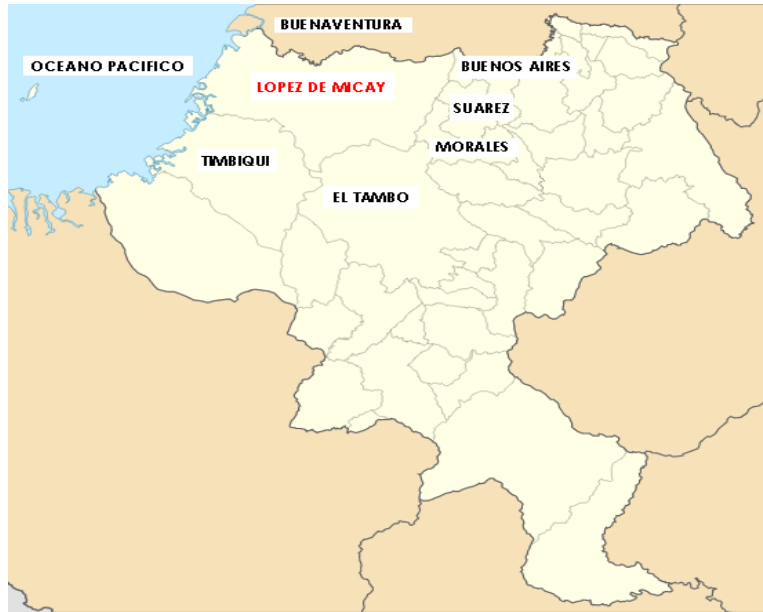 BUENAVENTURA
OCEANO PACIFICO
BUENOS AIRES
LOPEZ DE MICAY
SUAREZ
MORALES
TIMBIQUI
EL TAMBO